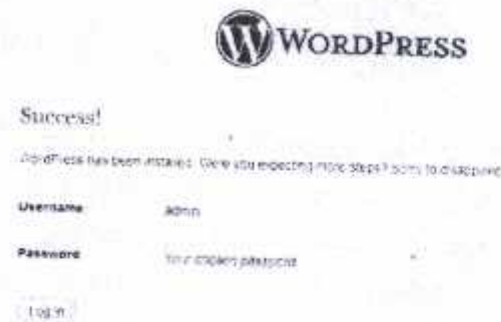 WORDPRESS
Success!
WordPress has been installed. Were you expecting more steps? Sorry to disappoint
Username admin
Password Your chosen password
Log In